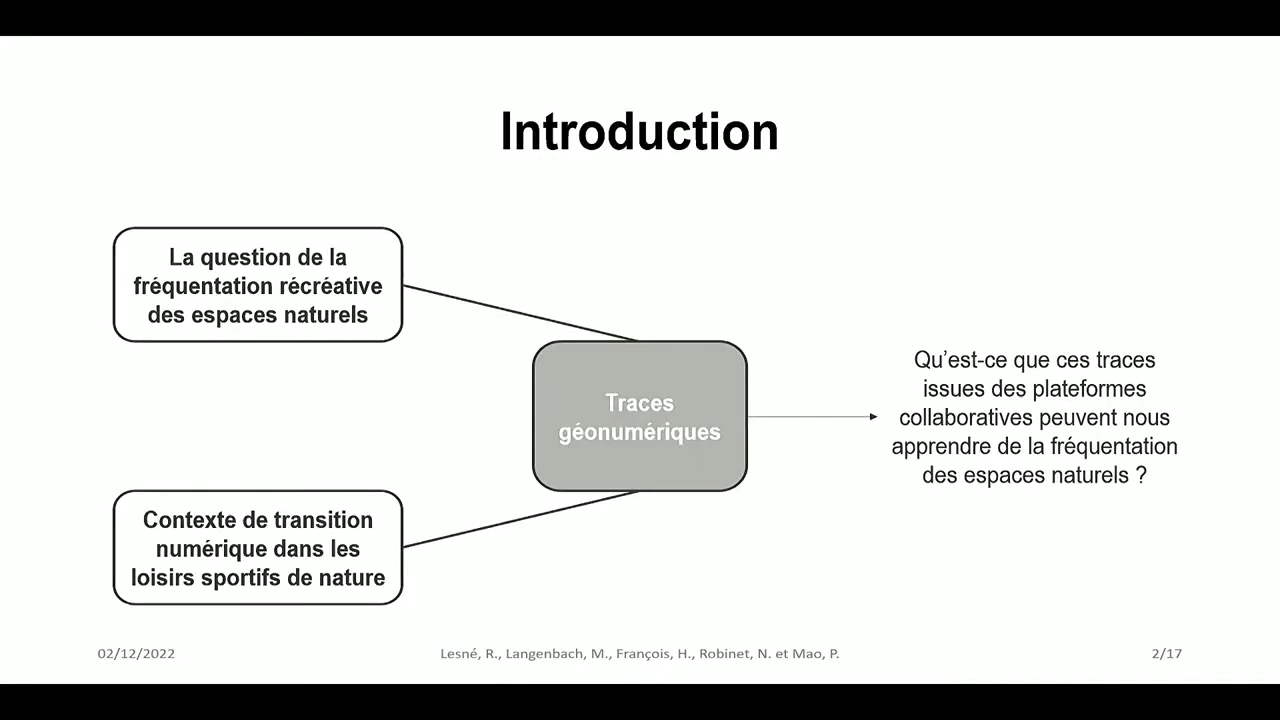 Introduction
La question de la
fréquentation récréative
des espaces naturels
Traces
géonumériques
Qu’est-ce que ces traces
issues des plateformes
collaboratives peuvent nous
apprendre de la fréquentation
des espaces naturels ?
Contexte de transition
numérique dans les
loisirs sportifs de nature
02/12/2022
Lesné, R., Langenbach, M., François, H., Robinet, N. et Mao, P.
2/17